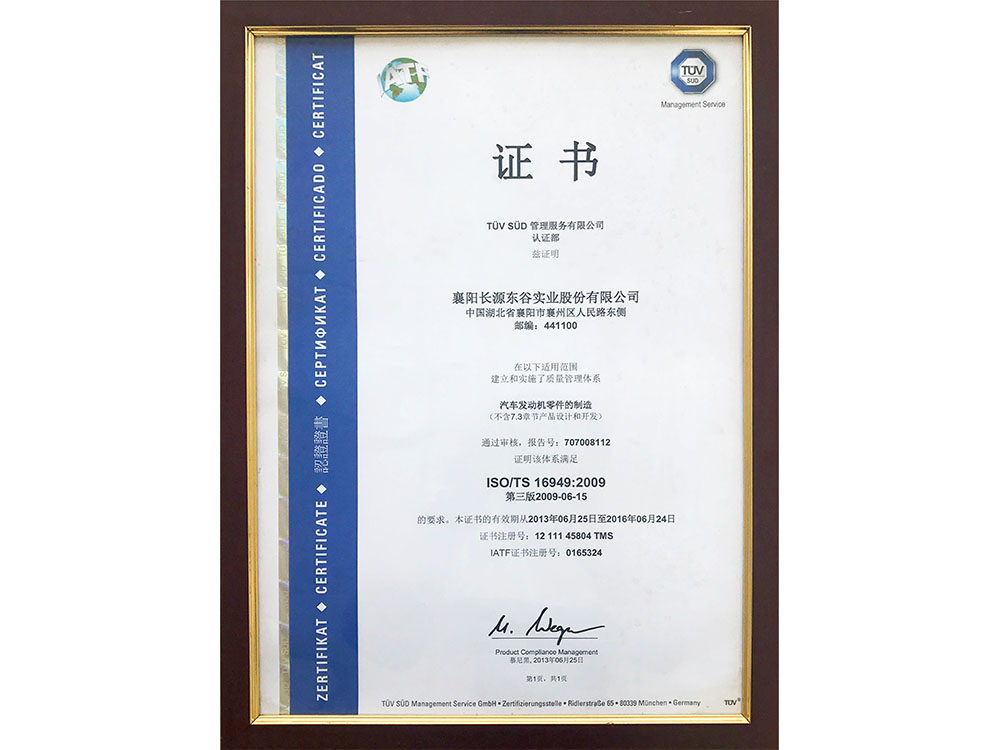 IATF
TÜV
SÜD
Management Service
ZERTIFIKAT ◆ CERTIFICATE ◆ 認證證書 ◆ СЕРТИФИКАТ ◆ CERTIFICADO ◆ CERTIFICAT
证书
TÜV SÜD 管理服务有限公司
认证部
兹证明
襄阳长源东谷实业股份有限公司
中国湖北省襄阳市襄州区人民路东侧
邮编：441100
在以下适用范围
建立和实施了质量管理体系
汽车发动机零件的制造
（不含7.3章节产品设计和开发）
通过审核，报告号：707008112
证明该体系满足
ISO/TS 16949:2009
第三版2009-06-15
的要求。本证书的有效期从2013年06月25日至2016年06月24日
证书注册号：12 111 45804 TMS
IATF证书注册号：0165324
Product Compliance Management
慕尼黑, 2013年06月25日
第1页，共1页
TÜV SÜD Management Service GmbH • Zertifizierungsstelle • Ridlerstraße 65 • 80339 München • Germany
TÜV®